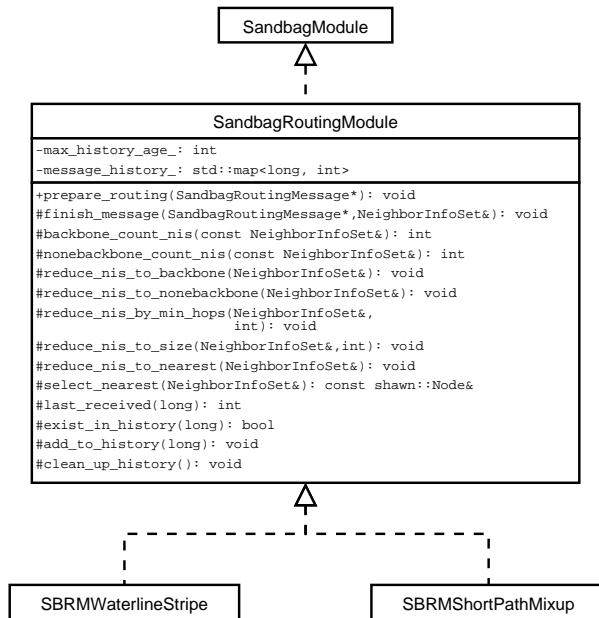 SandbagModule
SandbagRoutingModule
-max_history_age_: int
-message_history_: std::map<long, int>
+prepare_routing(SandbagRoutingMessage*): void
#finish_message(SandbagRoutingMessage*,NeighborInfoSet&): void
#backbone_count_nis(const NeighborInfoSet&): int
#nonebackbone_count_nis(const NeighborInfoSet&): int
#reduce_nis_to_backbone(NeighborInfoSet&): void
#reduce_nis_to_nonebackbone(NeighborInfoSet&): void
#reduce_nis_by_min_hops(NeighborInfoSet&,
int): void
#reduce_nis_to_size(NeighborInfoSet&,int): void
#reduce_nis_to_nearest(NeighborInfoSet&): void
#select_nearest(NeighborInfoSet&): const shawn::Node&
#last_received(long): int
#exist_in_history(long): bool
#add_to_history(long): void
#clean_up_history(): void
SBRMWaterlineStripe
SBRMShortPathMixup